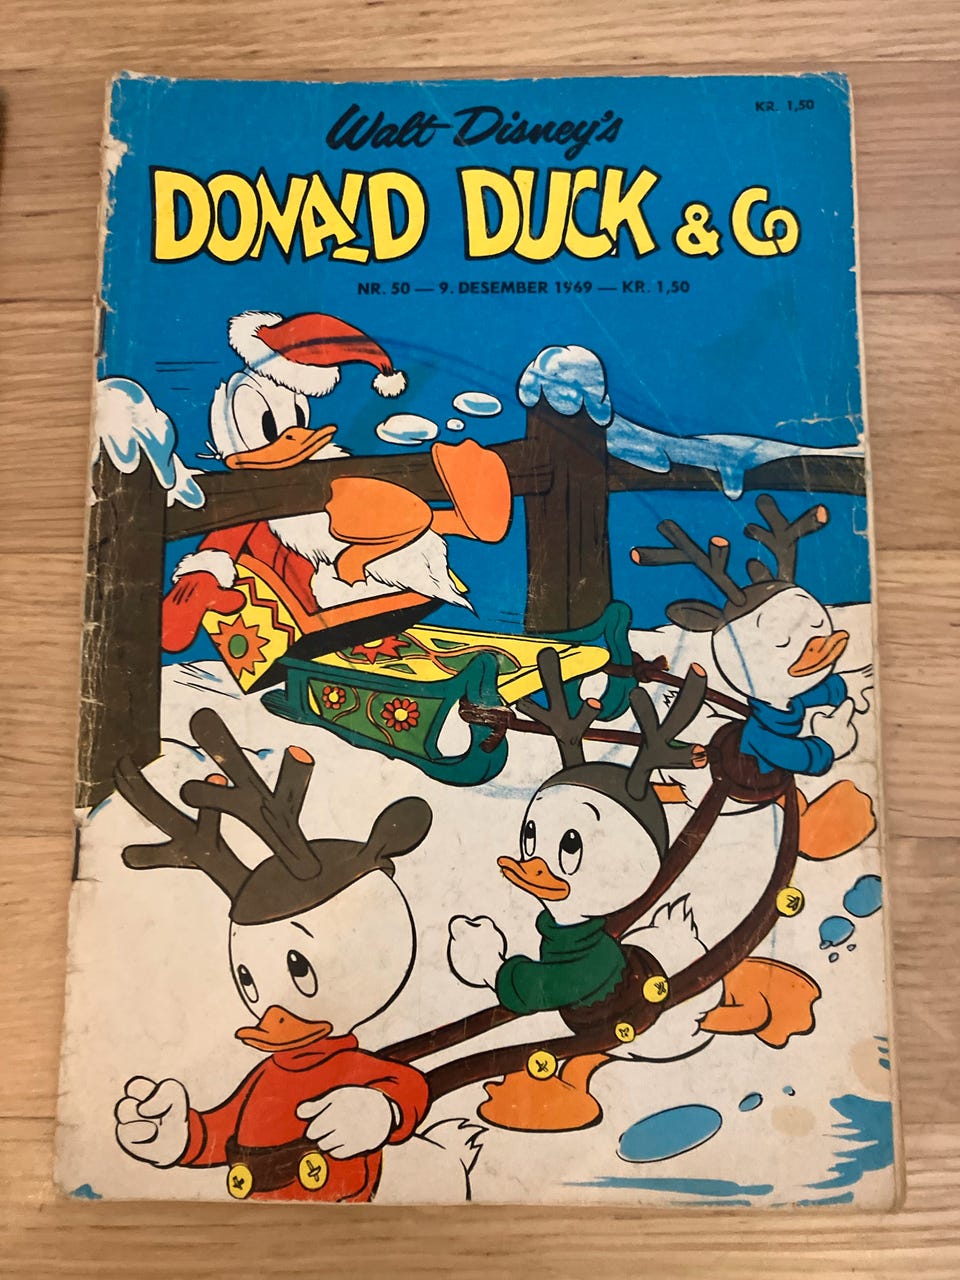 KR. 1,50
Walt Disney's
DONALD DUCK & Co
NR. 50 — 9. DESEMBER 1969 — KR. 1,50